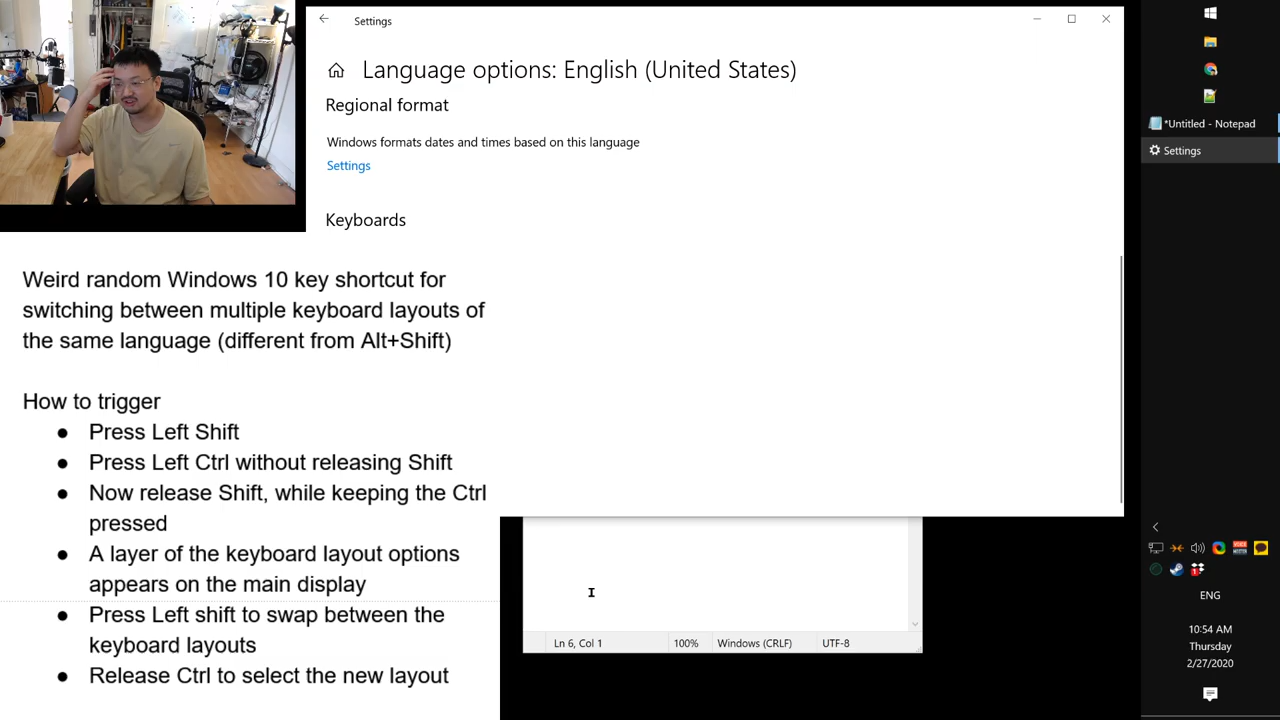 Settings
Language options: English (United States)
Regional format
Windows formats dates and times based on this language
Settings
Keyboards
Weird random Windows 10 key shortcut for
switching between multiple keyboard layouts of
the same language (different from Alt+Shift)
How to trigger
● Press Left Shift
● Press Left Ctrl without releasing Shift
● Now release Shift, while keeping the Ctrl
pressed
● A layer of the keyboard layout options
appears on the main display
● Press Left shift to swap between the
keyboard layouts
● Release Ctrl to select the new layout
Ln 6, Col 1
100%
Windows (CRLF)
UTF-8
*Untitled - Notepad
Settings
ENG
10:54 AM
Thursday
2/27/2020